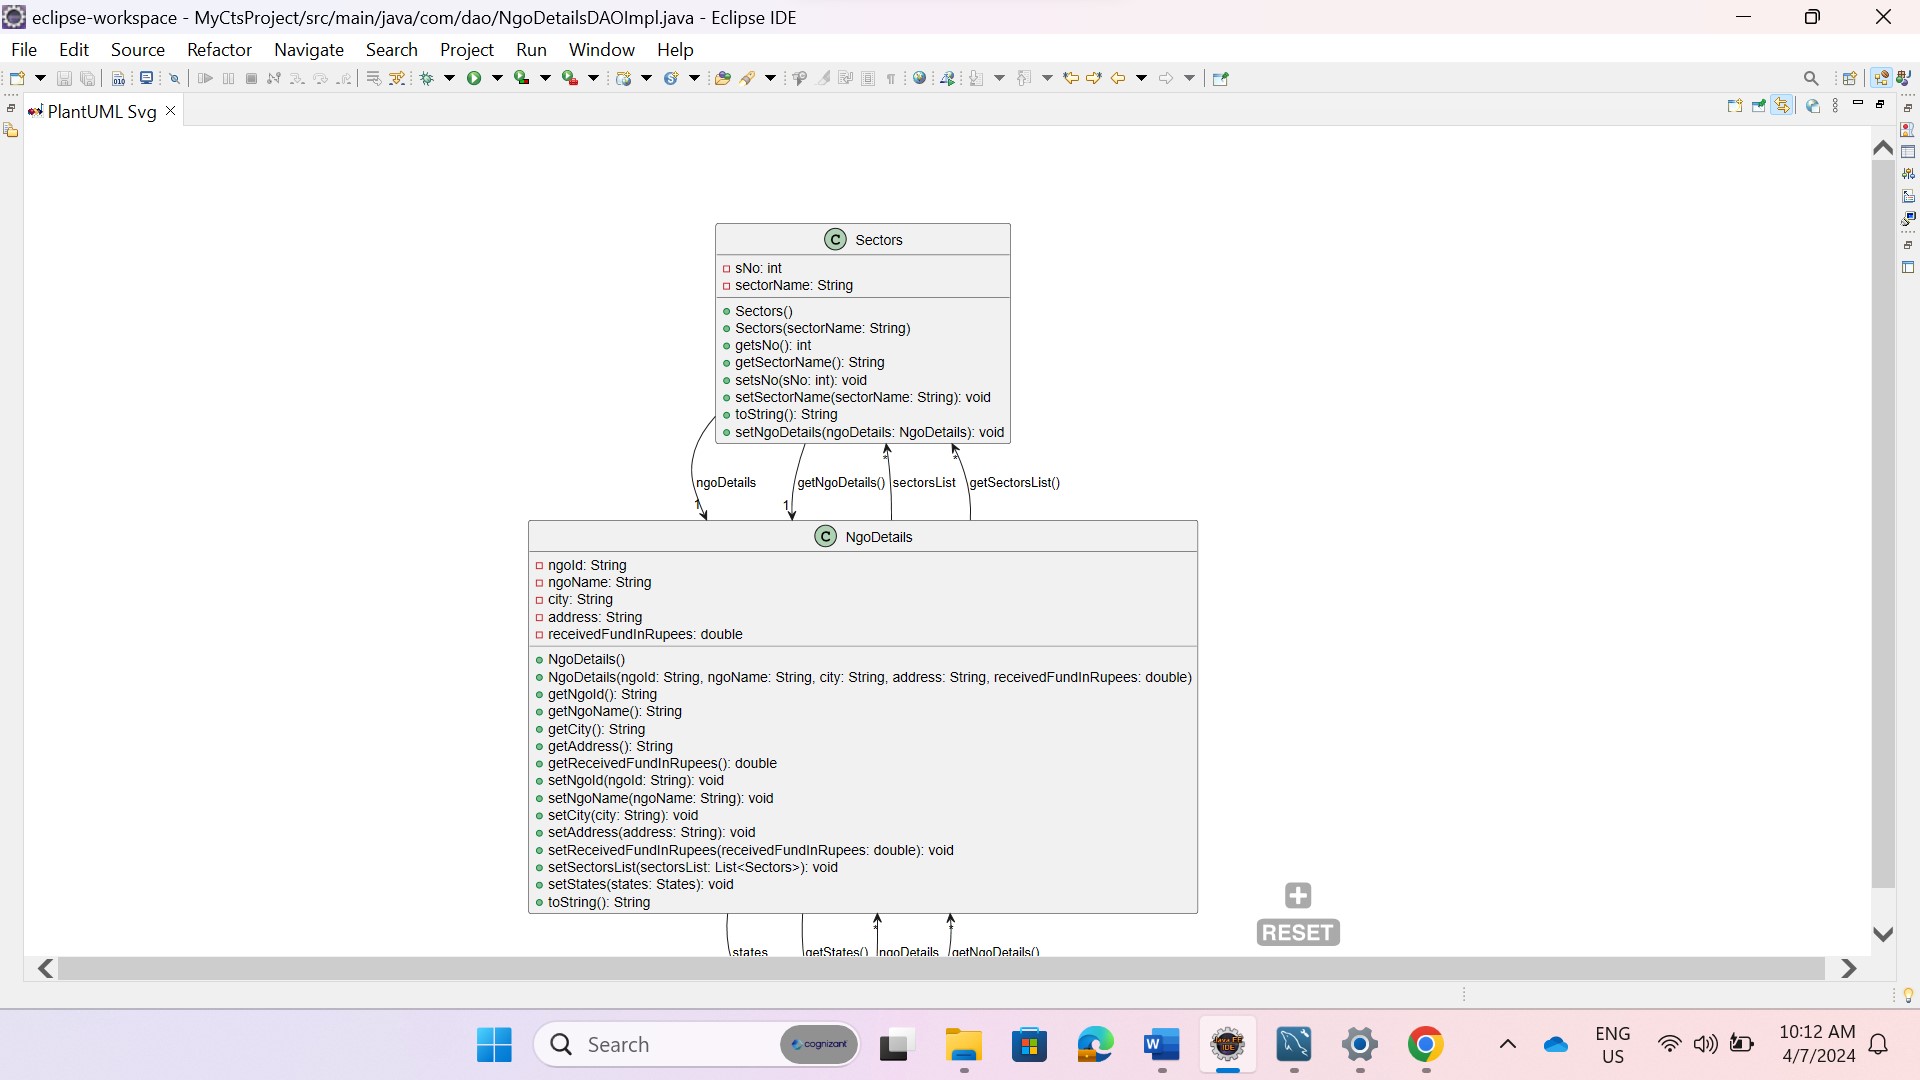 eclipse-workspace - MyCtsProject/src/main/java/com/dao/NgoDetailsDAOImpl.java - Eclipse IDE
File Edit Source Refactor Navigate Search Project Run Window Help
PlantUML Svg
C Sectors
sNo: int
sectorName: String
Sectors()
Sectors(sectorName: String)
getsNo(): int
getSectorName(): String
setsNo(sNo: int): void
setSectorName(sectorName: String): void
toString(): String
setNgoDetails(ngoDetails: NgoDetails): void
* *
ngoDetails getNgoDetails() sectorsList getSectorsList()
1 1
C NgoDetails
ngoId: String
ngoName: String
city: String
address: String
receivedFundInRupees: double
NgoDetails()
NgoDetails(ngoId: String, ngoName: String, city: String, address: String, receivedFundInRupees: double)
getNgoId(): String
getNgoName(): String
getCity(): String
getAddress(): String
getReceivedFundInRupees(): double
setNgoId(ngoId: String): void
setNgoName(ngoName: String): void
setCity(city: String): void
setAddress(address: String): void
setReceivedFundInRupees(receivedFundInRupees: double): void
setSectorsList(sectorsList: List<Sectors>): void
setStates(states: States): void
toString(): String
* *
RESET
states getStates() ngoDetails getNgoDetails()
Search cognizant
ENG
US
10:12 AM
4/7/2024